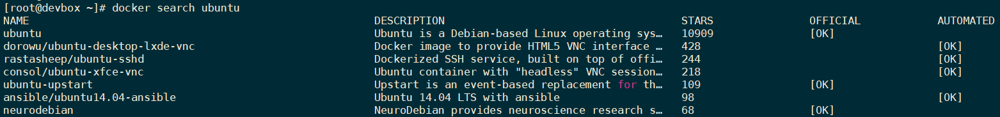 [root@devbox ~]# docker search ubuntu
NAME DESCRIPTION STARS OFFICIAL AUTOMATED
ubuntu Ubuntu is a Debian-based Linux operating sys… 10909 [OK]
dorowu/ubuntu-desktop-lxde-vnc Docker image to provide HTML5 VNC interface … 428 [OK]
rastasheep/ubuntu-sshd Dockerized SSH service, built on top of offi… 244 [OK]
consol/ubuntu-xfce-vnc Ubuntu container with "headless" VNC session… 218 [OK]
ubuntu-upstart Upstart is an event-based replacement for th… 109 [OK]
ansible/ubuntu14.04-ansible Ubuntu 14.04 LTS with ansible 98 [OK]
neurodebian NeuroDebian provides neuroscience research s… 68 [OK]